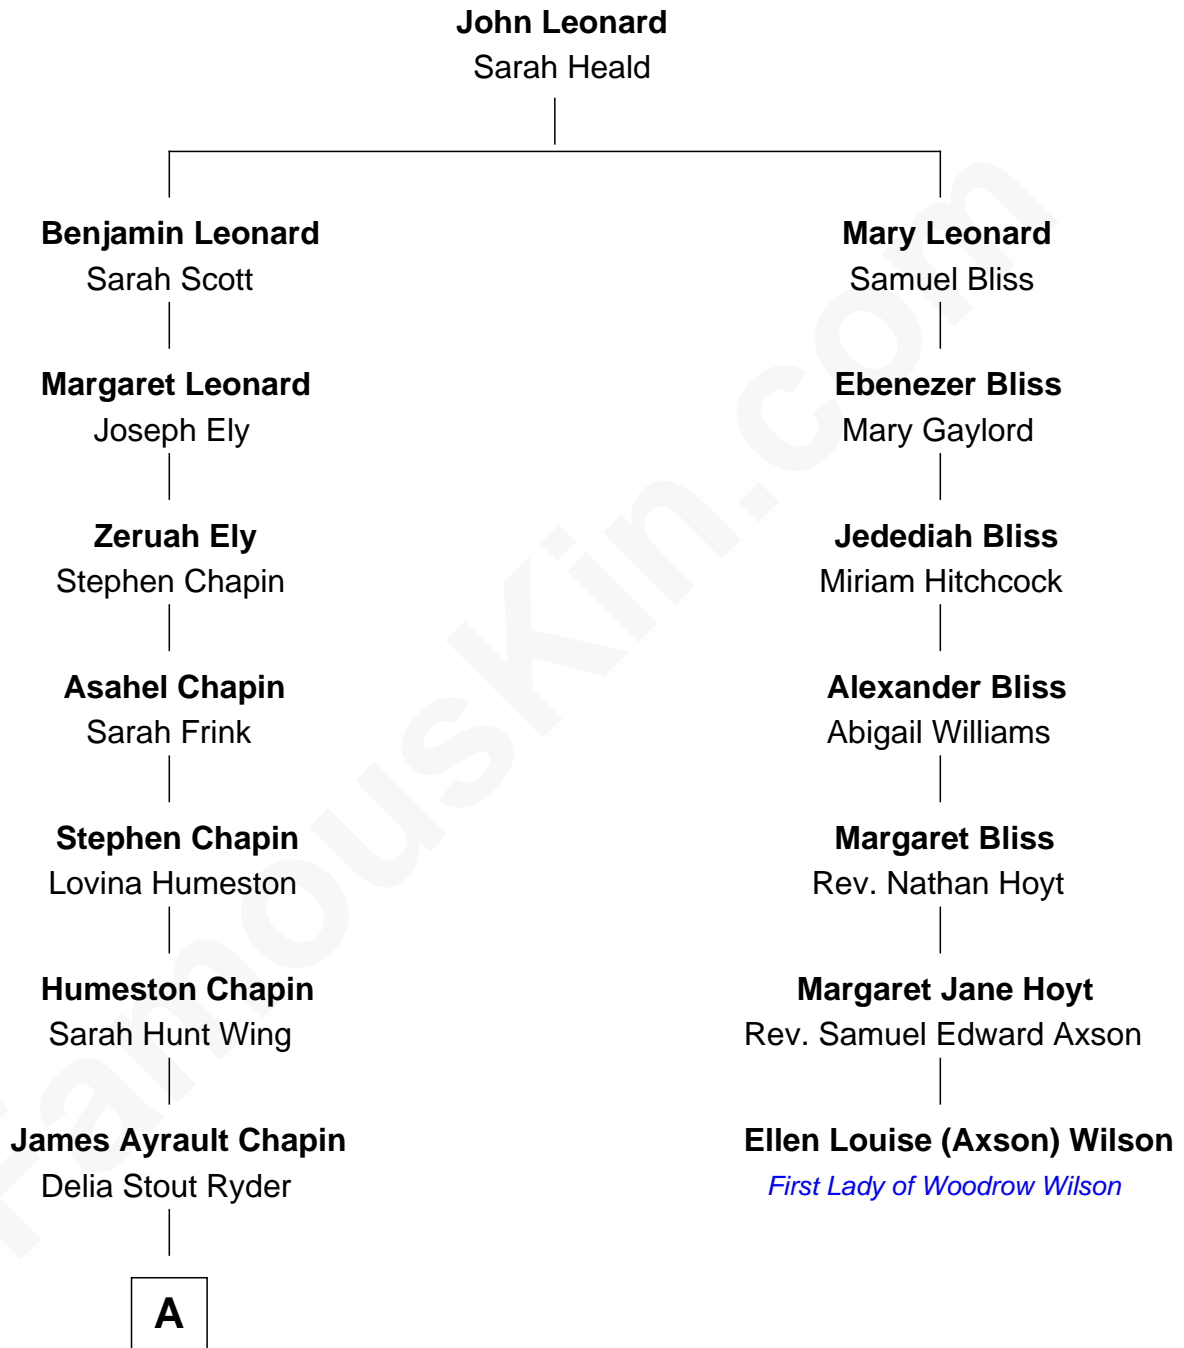 John Leonard
Sarah Heald
Benjamin Leonard
Sarah Scott
Margaret Leonard
Joseph Ely
Zeruah Ely
Stephen Chapin
Asahel Chapin
Sarah Frink
Stephen Chapin
Lovina Humeston
Humeston Chapin
Sarah Hunt Wing
James Ayrault Chapin
Delia Stout Ryder
A
Mary Leonard
Samuel Bliss
Ebenezer Bliss
Mary Gaylord
Jedediah Bliss
Miriam Hitchcock
Alexander Bliss
Abigail Williams
Margaret Bliss
Rev. Nathan Hoyt
Margaret Jane Hoyt
Rev. Samuel Edward Axson
Ellen Louise (Axson) Wilson
First Lady of Woodrow Wilson
FamousKin.com